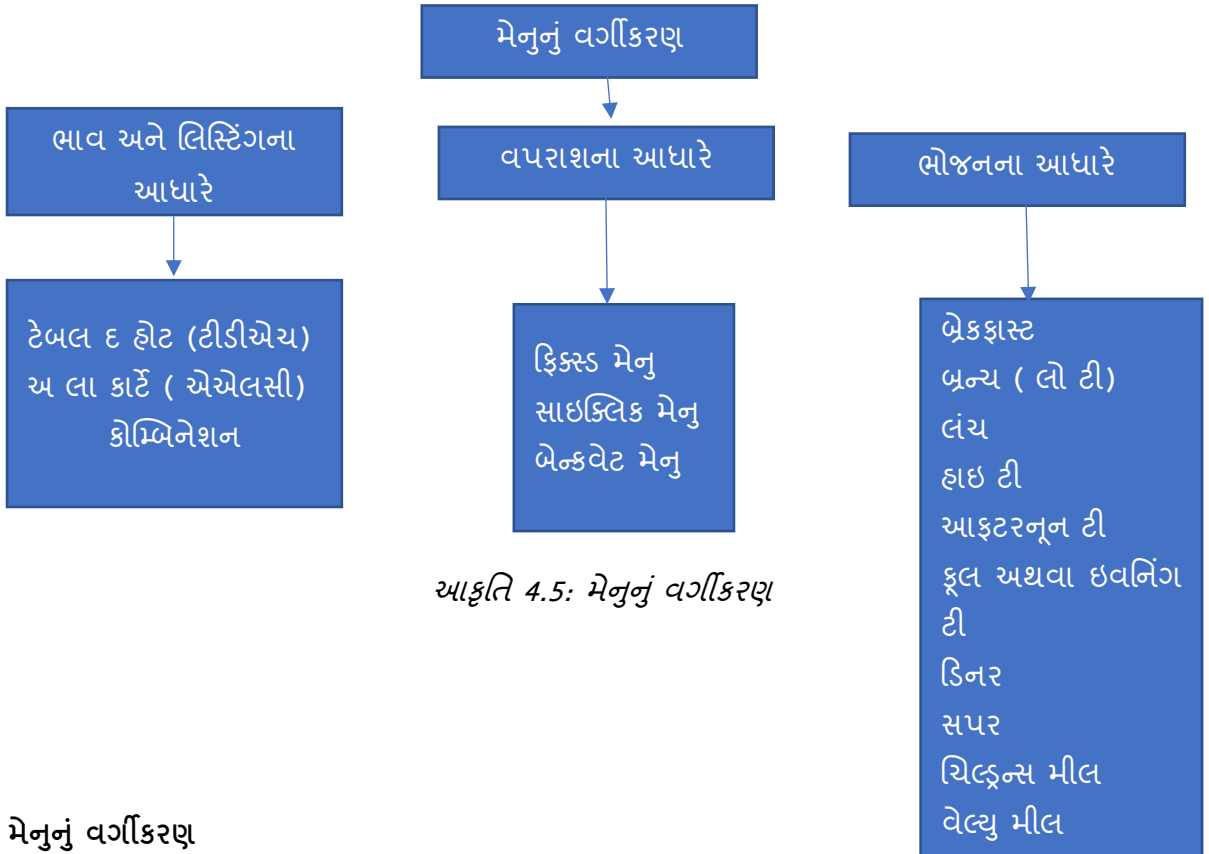 મેનુનું વર્ગીકરણ
ભાવ અને લિસ્ટિંગના
આધારે
વપરાશના આધારે
ભોજનના આધારે
ટેબલ દ હોટ (ટીડીએચ)
અ લા કાર્ટે ( એએલસી)
કોમ્બિનેશન
ફિક્સ્ડ મેનુ
સાઇક્લિક મેનુ
બેન્કવેટ મેનુ
બ્રેકફાસ્ટ
બ્રન્ચ ( લો ટી)
લંચ
હાઇ ટી
આફટરનૂન ટી
ફૂલ અથવા ઇવનિંગ
ટી
ડિનર
સપર
ચિલ્ડ્રન્સ મીલ
વેલ્યુ મીલ
આકૃતિ 4.5: મેનુનું વર્ગીકરણ
મેનુનું વર્ગીકરણ